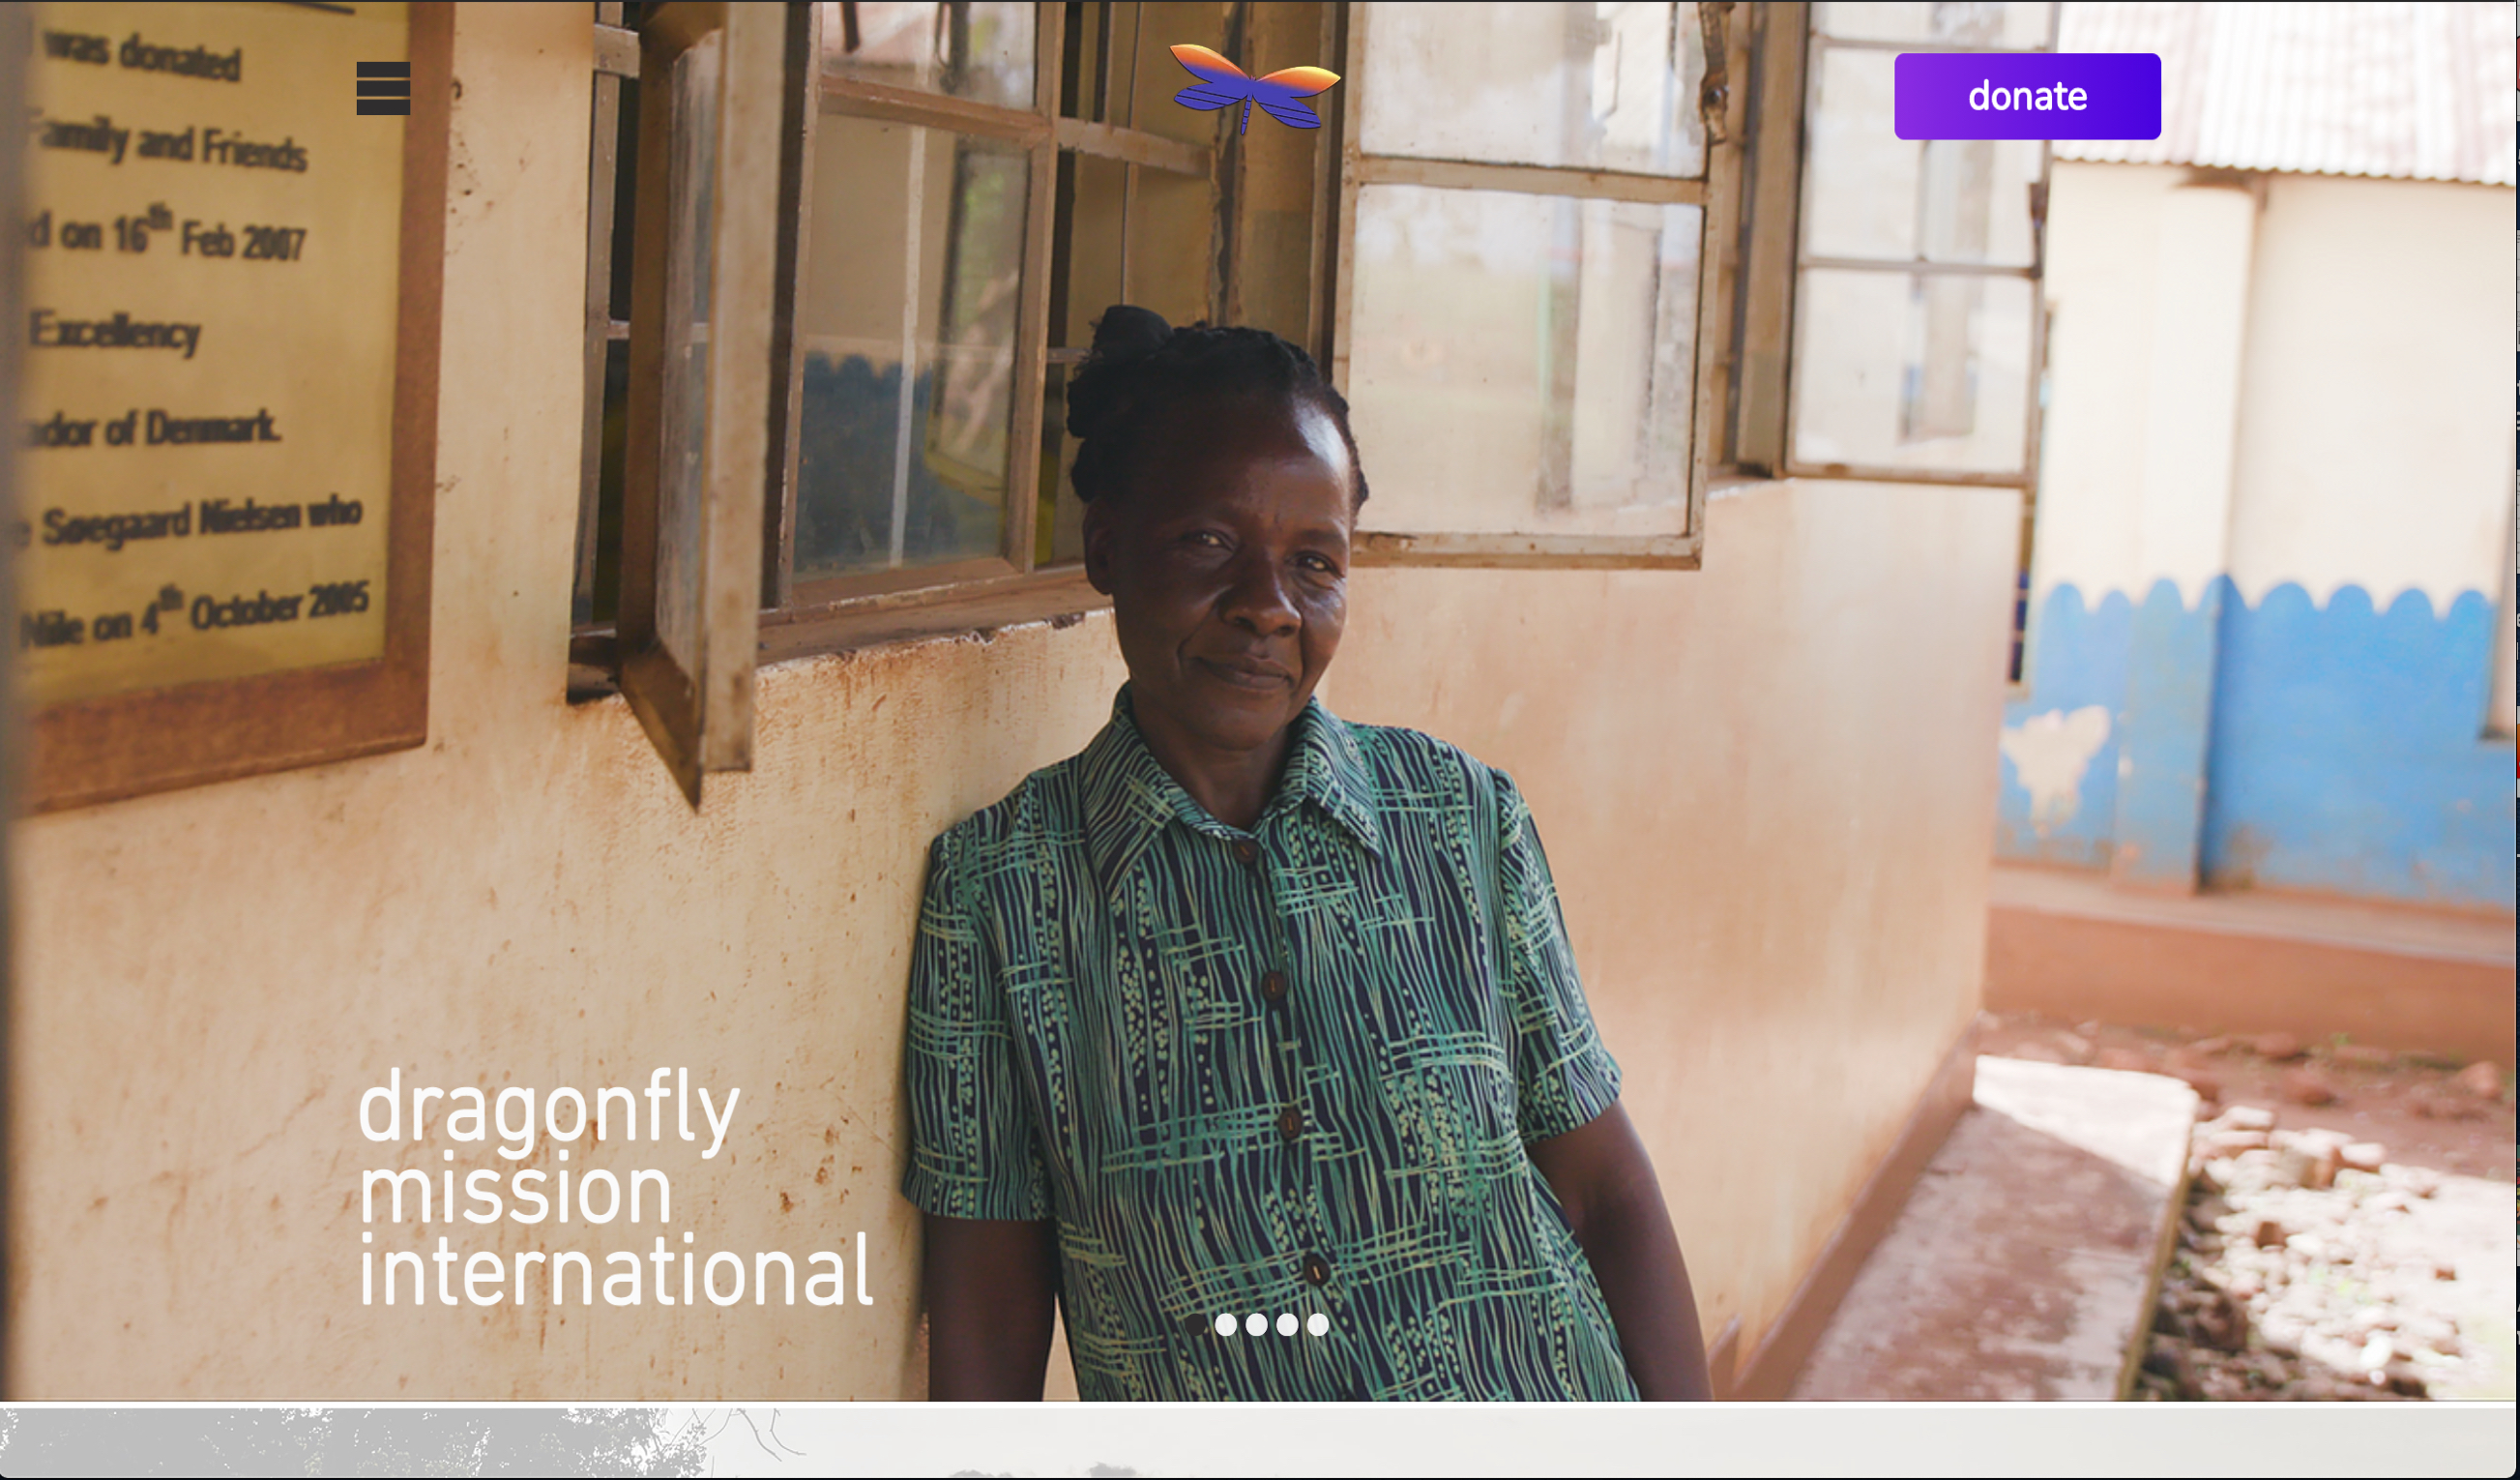 was donated
Family and Friends
d on 16th Feb 2007
Excellency
ador of Denmark.
e Søegaard Nielsen who
Nile on 4th October 2005
donate
dragonfly
mission
international